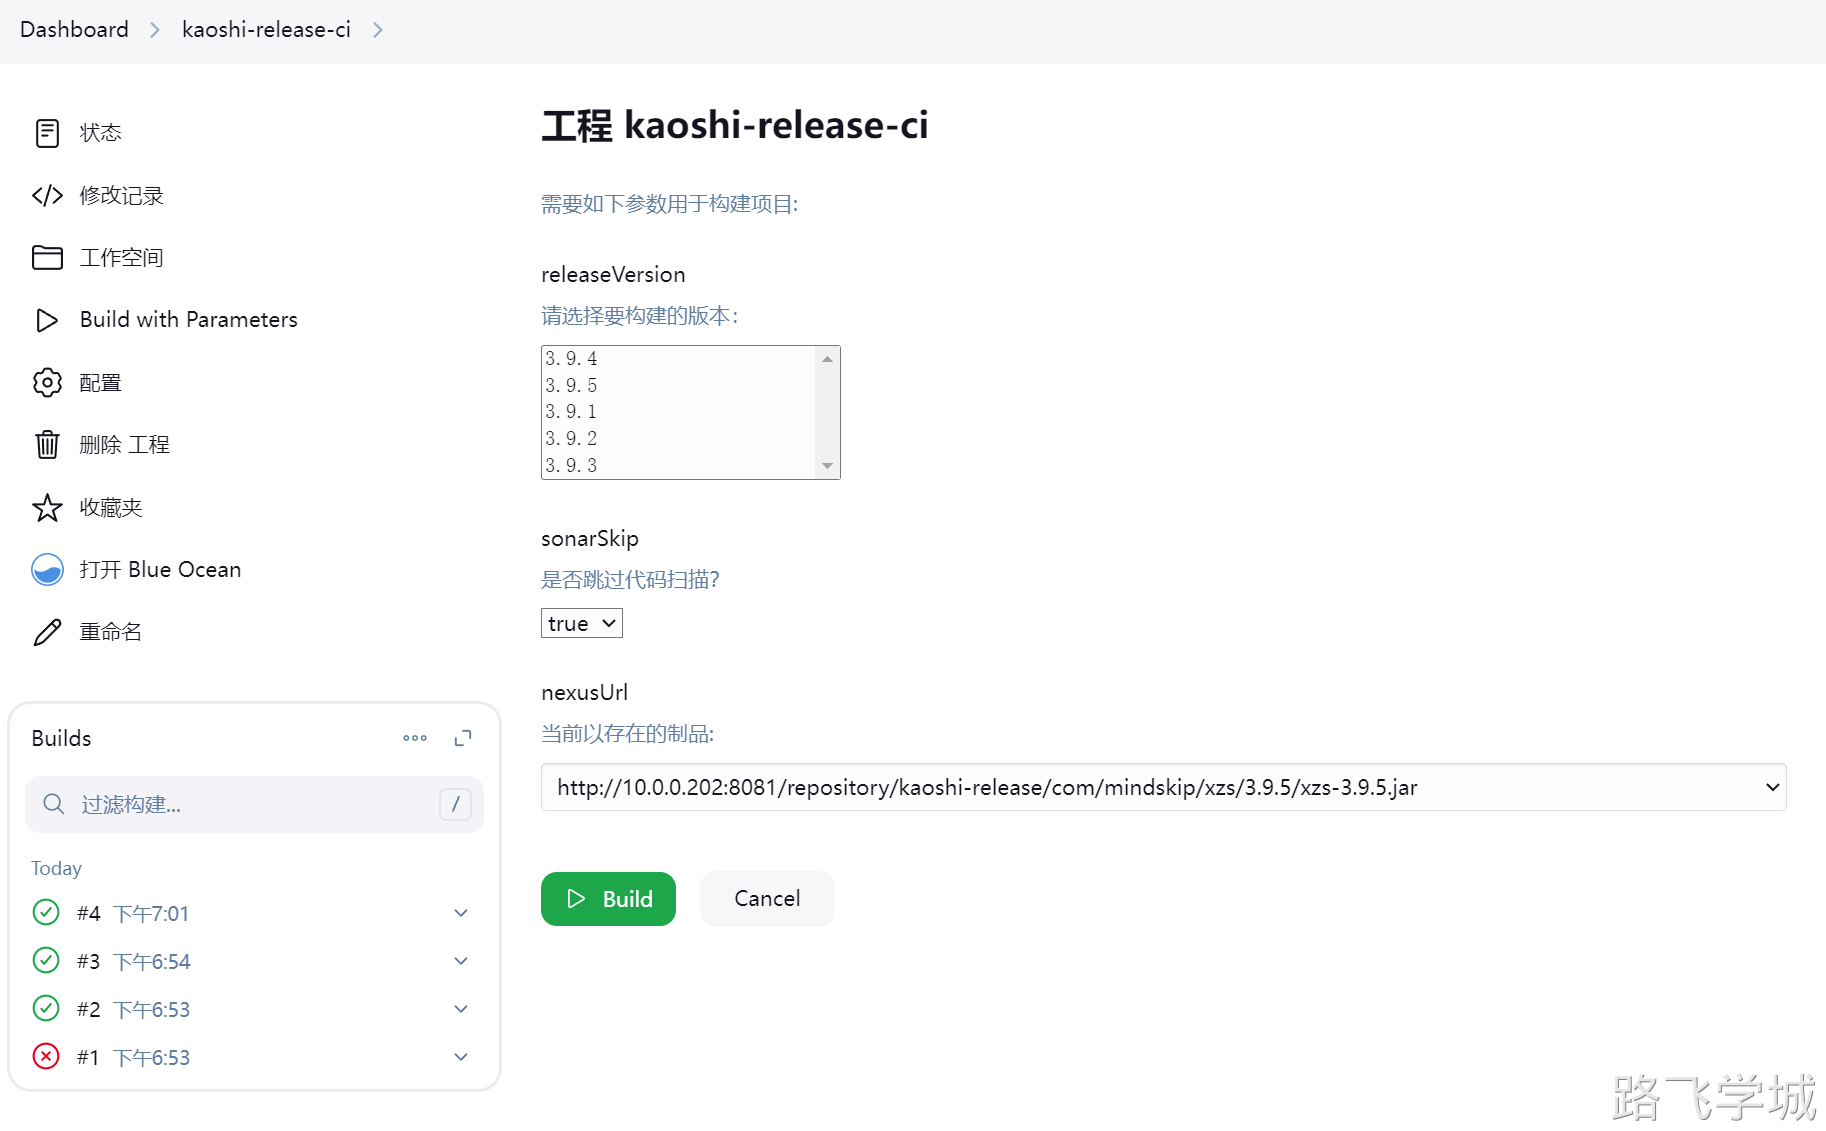 Dashboard
kaoshi-release-ci
状态
修改记录
工作空间
Build with Parameters
配置
删除 工程
收藏夹
打开 Blue Ocean
重命名
Builds
过滤构建...
/
Today
#4 下午7:01
#3 下午6:54
#2 下午6:53
#1 下午6:53
工程 kaoshi-release-ci
需要如下参数用于构建项目:
releaseVersion
请选择要构建的版本:
3.9.4
3.9.5
3.9.1
3.9.2
3.9.3
sonarSkip
是否跳过代码扫描?
true
nexusUrl
当前以存在的制品:
http://10.0.0.202:8081/repository/kaoshi-release/com/mindskip/xzs/3.9.5/xzs-3.9.5.jar
Build
Cancel
路飞学城